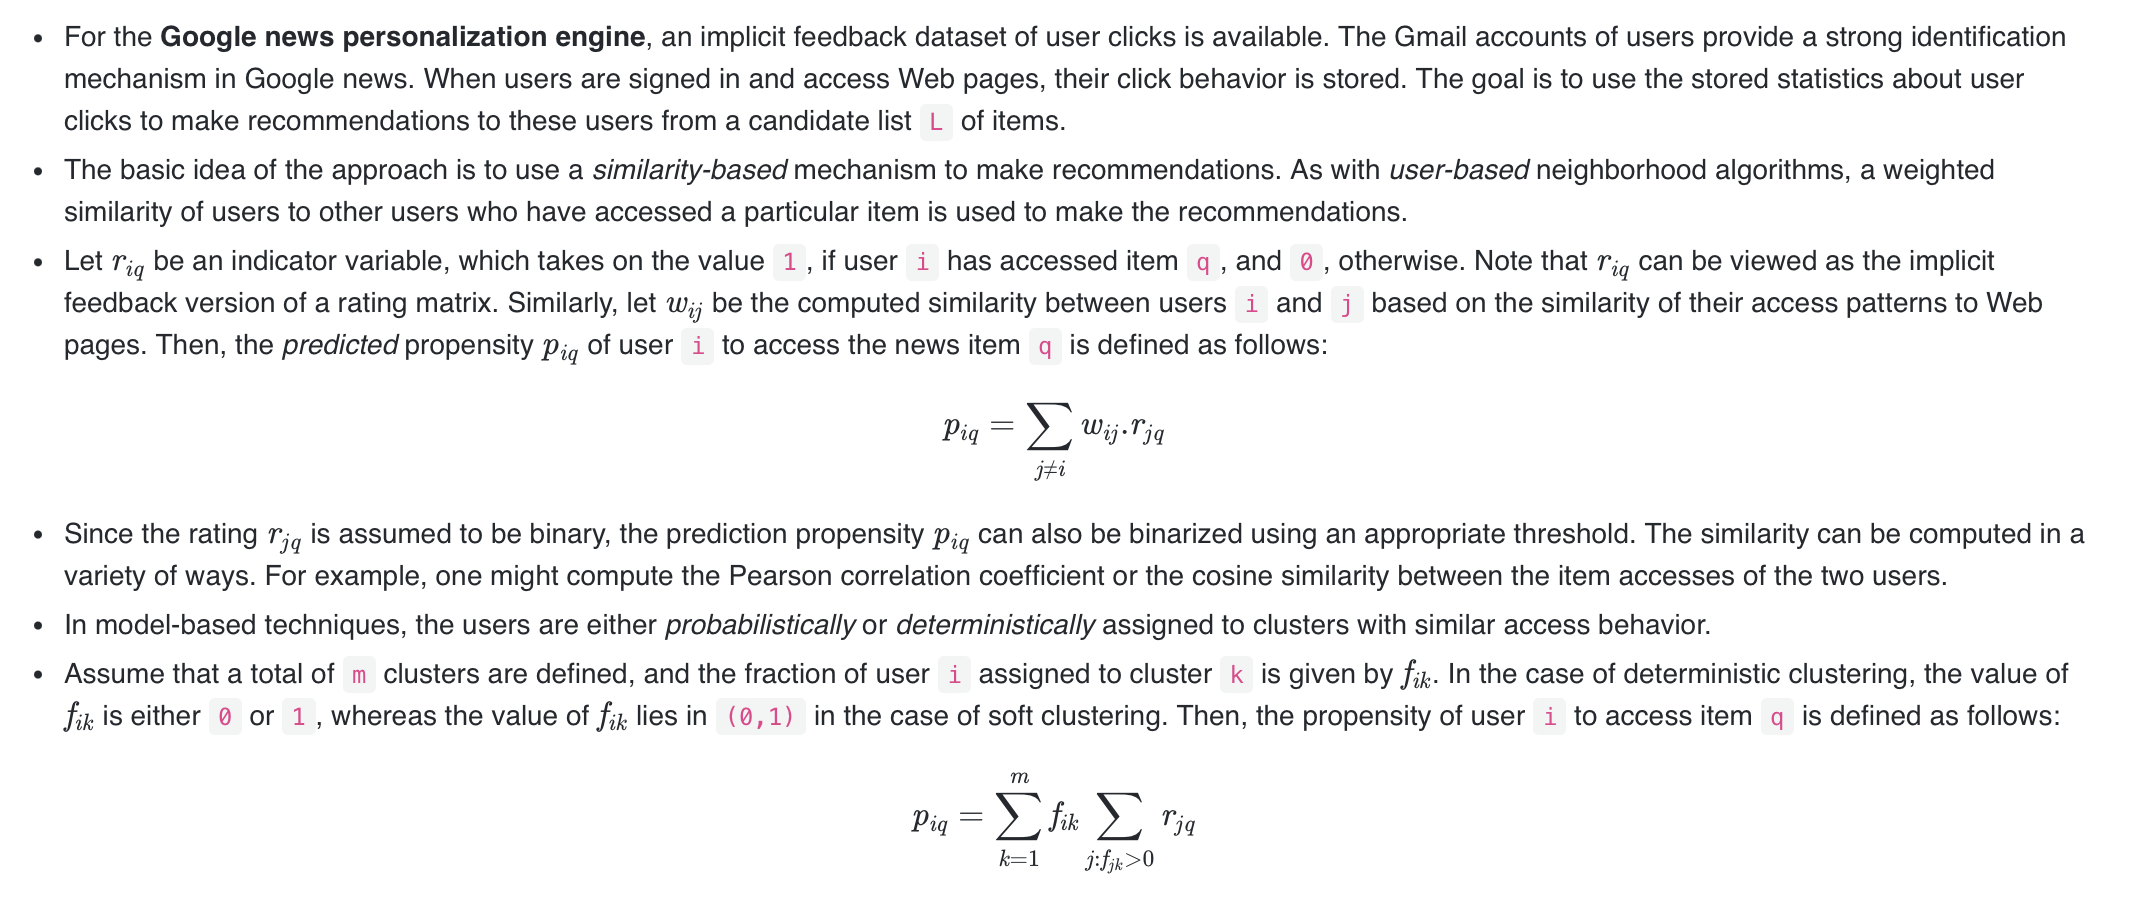 • For the Google news personalization engine, an implicit feedback dataset of user clicks is available. The Gmail accounts of users provide a strong identification
mechanism in Google news. When users are signed in and access Web pages, their click behavior is stored. The goal is to use the stored statistics about user
clicks to make recommendations to these users from a candidate list L of items.
• The basic idea of the approach is to use a similarity-based mechanism to make recommendations. As with user-based neighborhood algorithms, a weighted
similarity of users to other users who have accessed a particular item is used to make the recommendations.
• Let r_{iq} be an indicator variable, which takes on the value 1 , if user i has accessed item q , and 0 , otherwise. Note that r_{iq} can be viewed as the implicit
feedback version of a rating matrix. Similarly, let w_{ij} be the computed similarity between users i and j based on the similarity of their access patterns to Web
pages. Then, the predicted propensity p_{iq} of user i to access the news item q is defined as follows:
p_{iq} = \sum_{j≠i} w_{ij}.r_{jq}
• Since the rating r_{jq} is assumed to be binary, the prediction propensity p_{iq} can also be binarized using an appropriate threshold. The similarity can be computed in a
variety of ways. For example, one might compute the Pearson correlation coefficient or the cosine similarity between the item accesses of the two users.
• In model-based techniques, the users are either probabilistically or deterministically assigned to clusters with similar access behavior.
• Assume that a total of m clusters are defined, and the fraction of user i assigned to cluster k is given by f_{ik}. In the case of deterministic clustering, the value of
f_{ik} is either 0 or 1 , whereas the value of f_{ik} lies in (0,1) in the case of soft clustering. Then, the propensity of user i to access item q is defined as follows:
p_{iq} = \sum_{k=1}^{m} f_{ik} \sum_{j:f_{jk}>0} r_{jq}